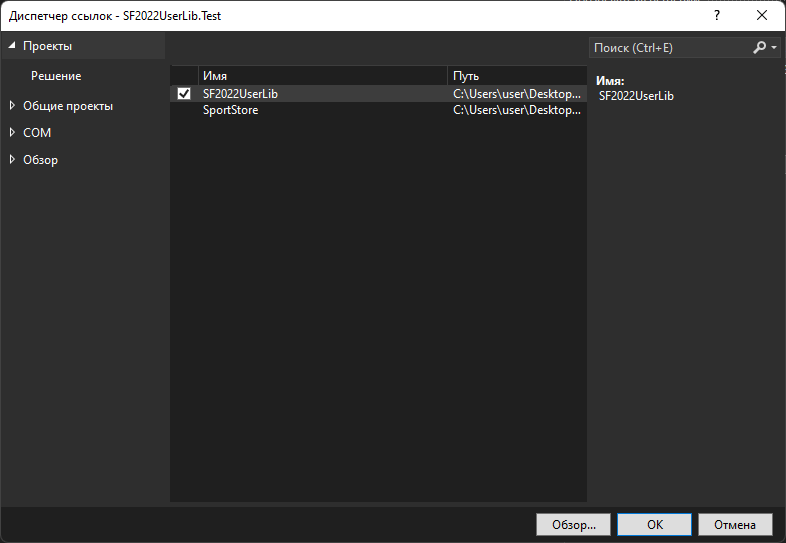 Диспетчер ссылок - SF2022UserLib.Test
Проекты
Решение
Общие проекты
COM
Обзор
Имя Путь
SF2022UserLib C:\Users\user\Desktop...
SportStore C:\Users\user\Desktop...
Поиск (Ctrl+E)
Имя:
SF2022UserLib
Обзор... ОК Отмена